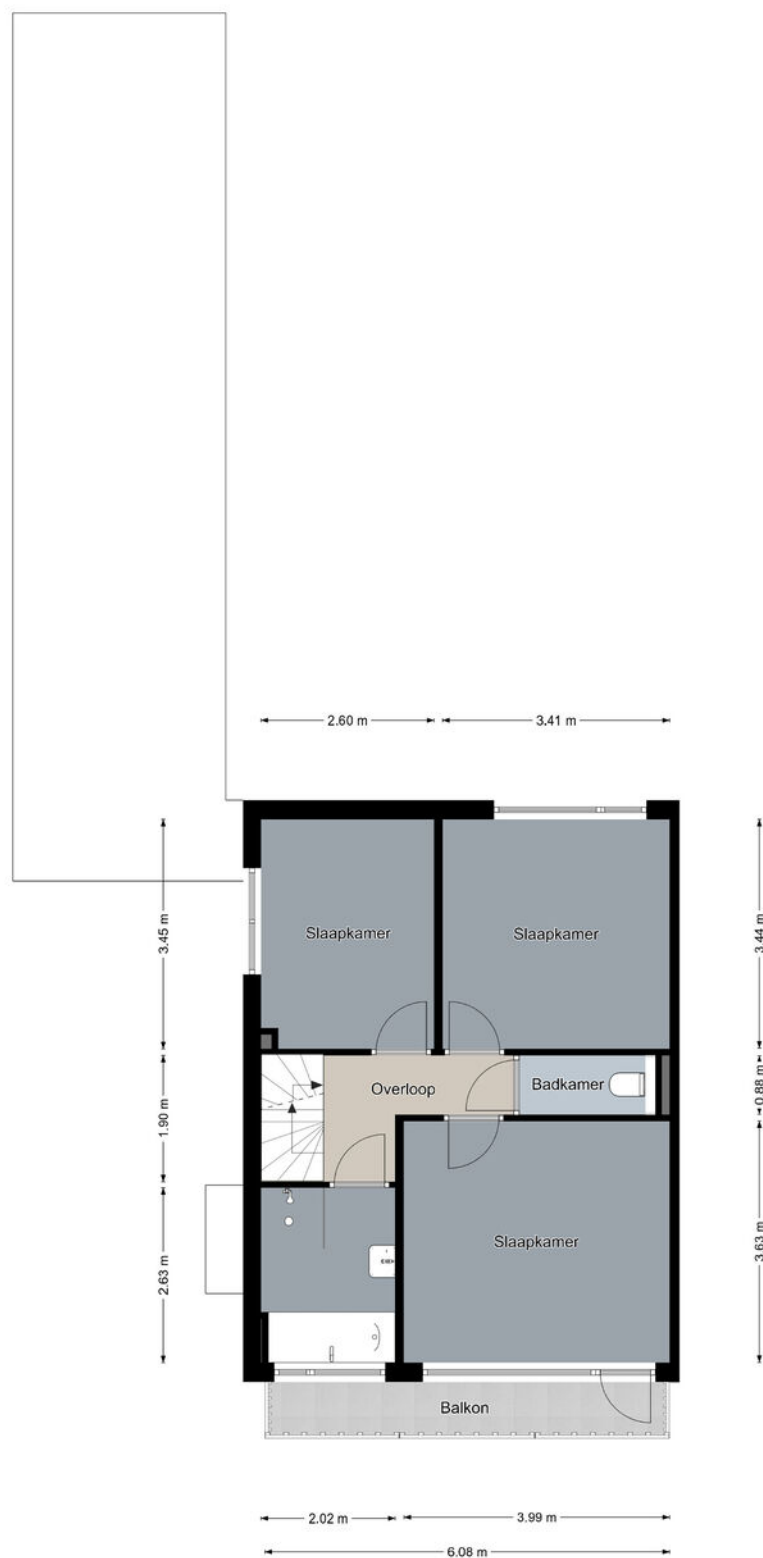 2.60 m
3.41 m
3.45 m
3.44 m
Slaapkamer
Slaapkamer
Overloop
Badkamer
0.88 m
1.90 m
Slaapkamer
2.63 m
3.63 m
Balkon
2.02 m
3.99 m
6.08 m